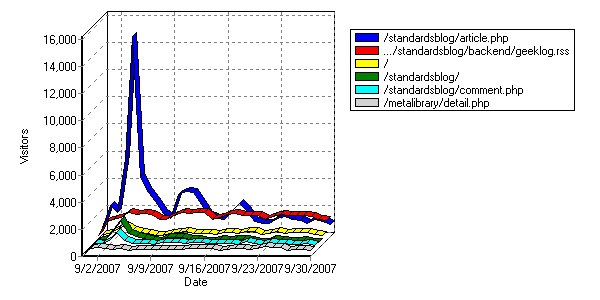 16,000
14,000
12,000
10,000
8,000
6,000
4,000
2,000
0
Visitors
9/2/2007 9/9/2007 9/16/2007 9/23/2007 9/30/2007
Date
/standardsblog/article.php
.../standardsblog/backend/geeklog.rss
/
/standardsblog/
/standardsblog/comment.php
/metalibrary/detail.php